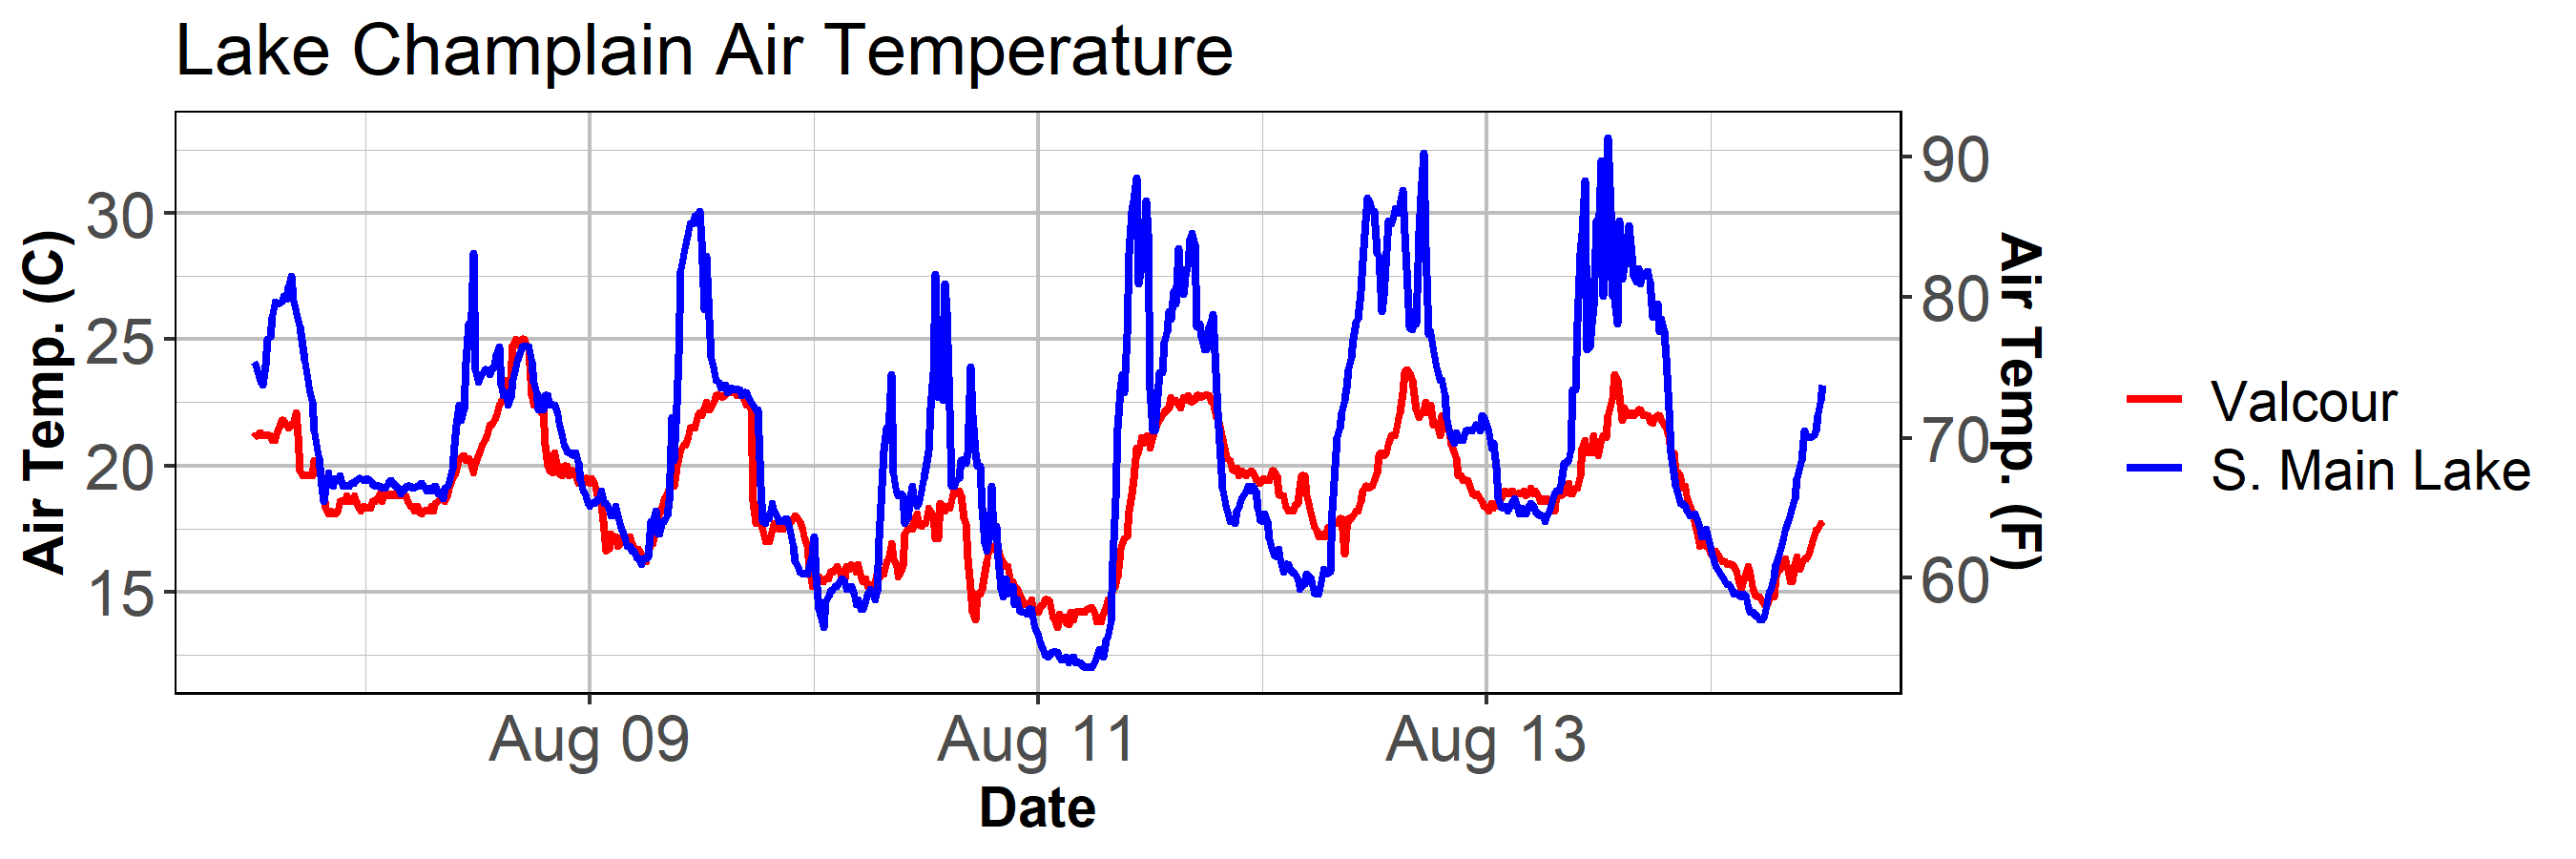 Lake Champlain Air Temperature
Air Temp. (C)
30
25
20
15
90
80
70
60
Air Temp. (F)
Aug 09
Aug 11
Aug 13
Date
Valcour
S. Main Lake